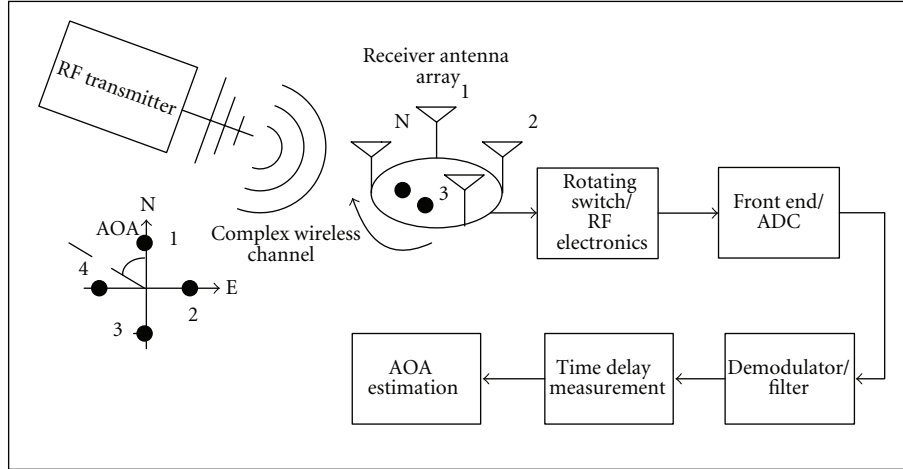 RF transmitter
Receiver antenna
array
1
N
2
3
Complex wireless
channel
Rotating
switch/
RF
electronics
Front end/
ADC
N
AOA
1
4
E
2
3
AOA
estimation
Time delay
measurement
Demodulator/
filter